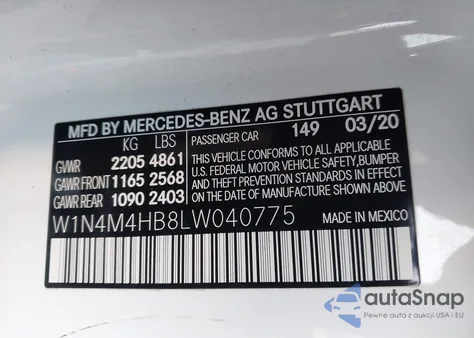 MFD BY MERCEDES-BENZ AG STUTTGART
KG LBS PASSENGER CAR 149 03/20
GVWR 2205 4861
GAWR FRONT 1165 2568
GAWR REAR 1090 2403
THIS VEHICLE CONFORMS TO ALL APPLICABLE
U.S. FEDERAL MOTOR VEHICLE SAFETY, BUMPER
AND THEFT PREVENTION STANDARDS IN EFFECT
ON THE DATE OF MANUFACTURE SHOWN ABOVE.
W1N4M4HB8LW040775 MADE IN MEXICO
autoSnap
Pewne auta z aukcji USA i EU